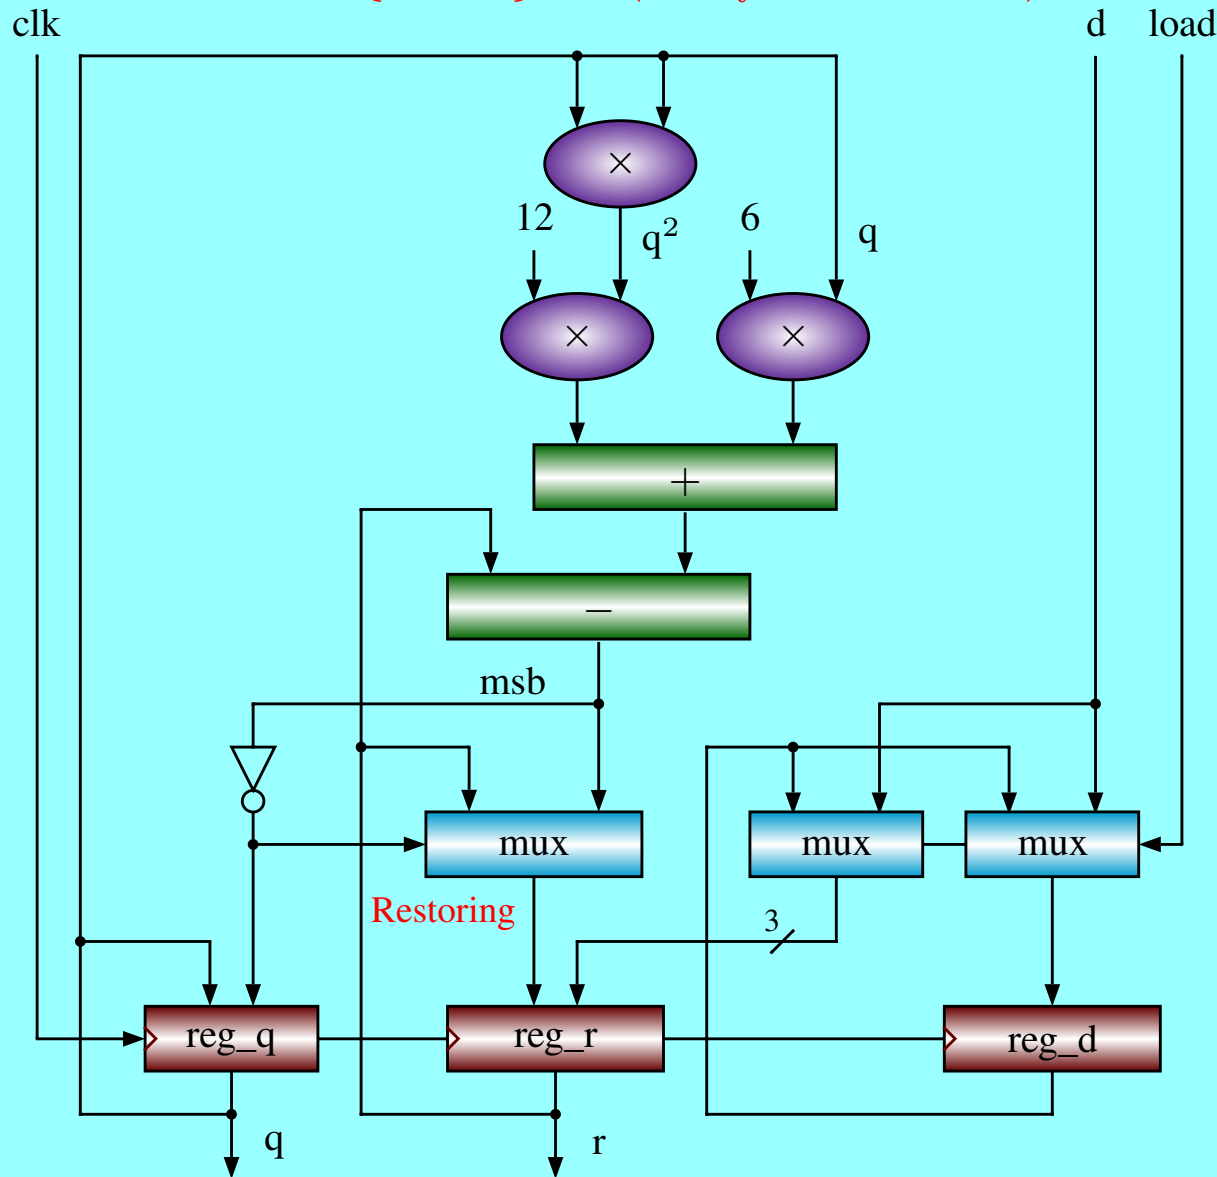 clk
d
load
×
12
q²
6
q
×
×
+
−
msb
mux
mux
mux
Restoring
3
reg_q
reg_r
reg_d
q
r